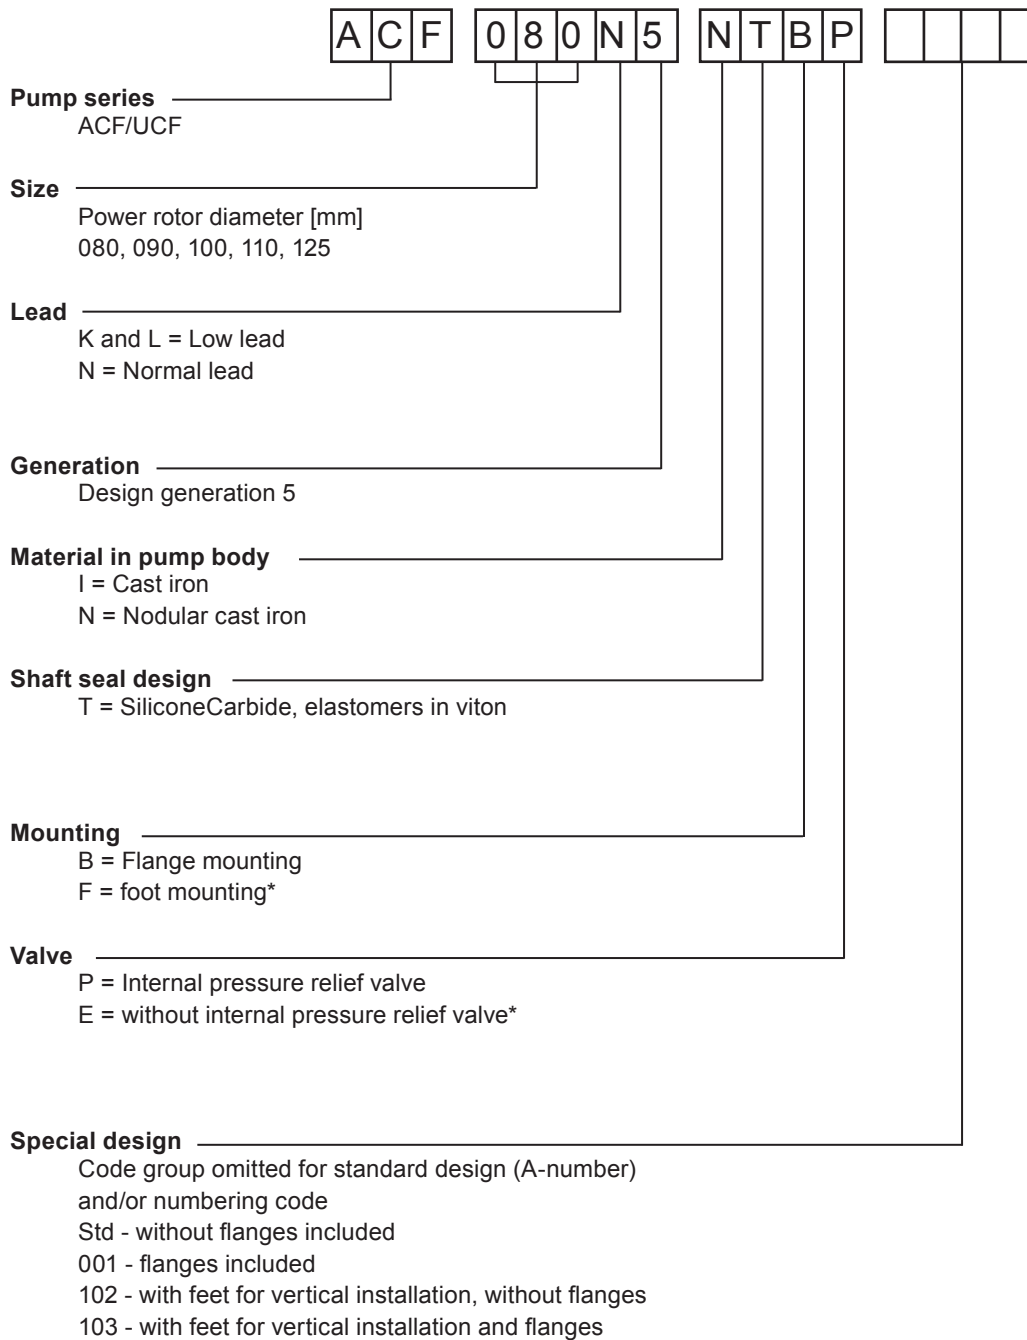 ACF 080N5 NTBP
Pump series
ACF/UCF
Size
Power rotor diameter [mm]
080, 090, 100, 110, 125
Lead
K and L = Low lead
N = Normal lead
Generation
Design generation 5
Material in pump body
I = Cast iron
N = Nodular cast iron
Shaft seal design
T = SiliconeCarbide, elastomers in viton
Mounting
B = Flange mounting
F = foot mounting*
Valve
P = Internal pressure relief valve
E = without internal pressure relief valve*
Special design
Code group omitted for standard design (A-number)
and/or numbering code
Std - without flanges included
001 - flanges included
102 - with feet for vertical installation, without flanges
103 - with feet for vertical installation and flanges